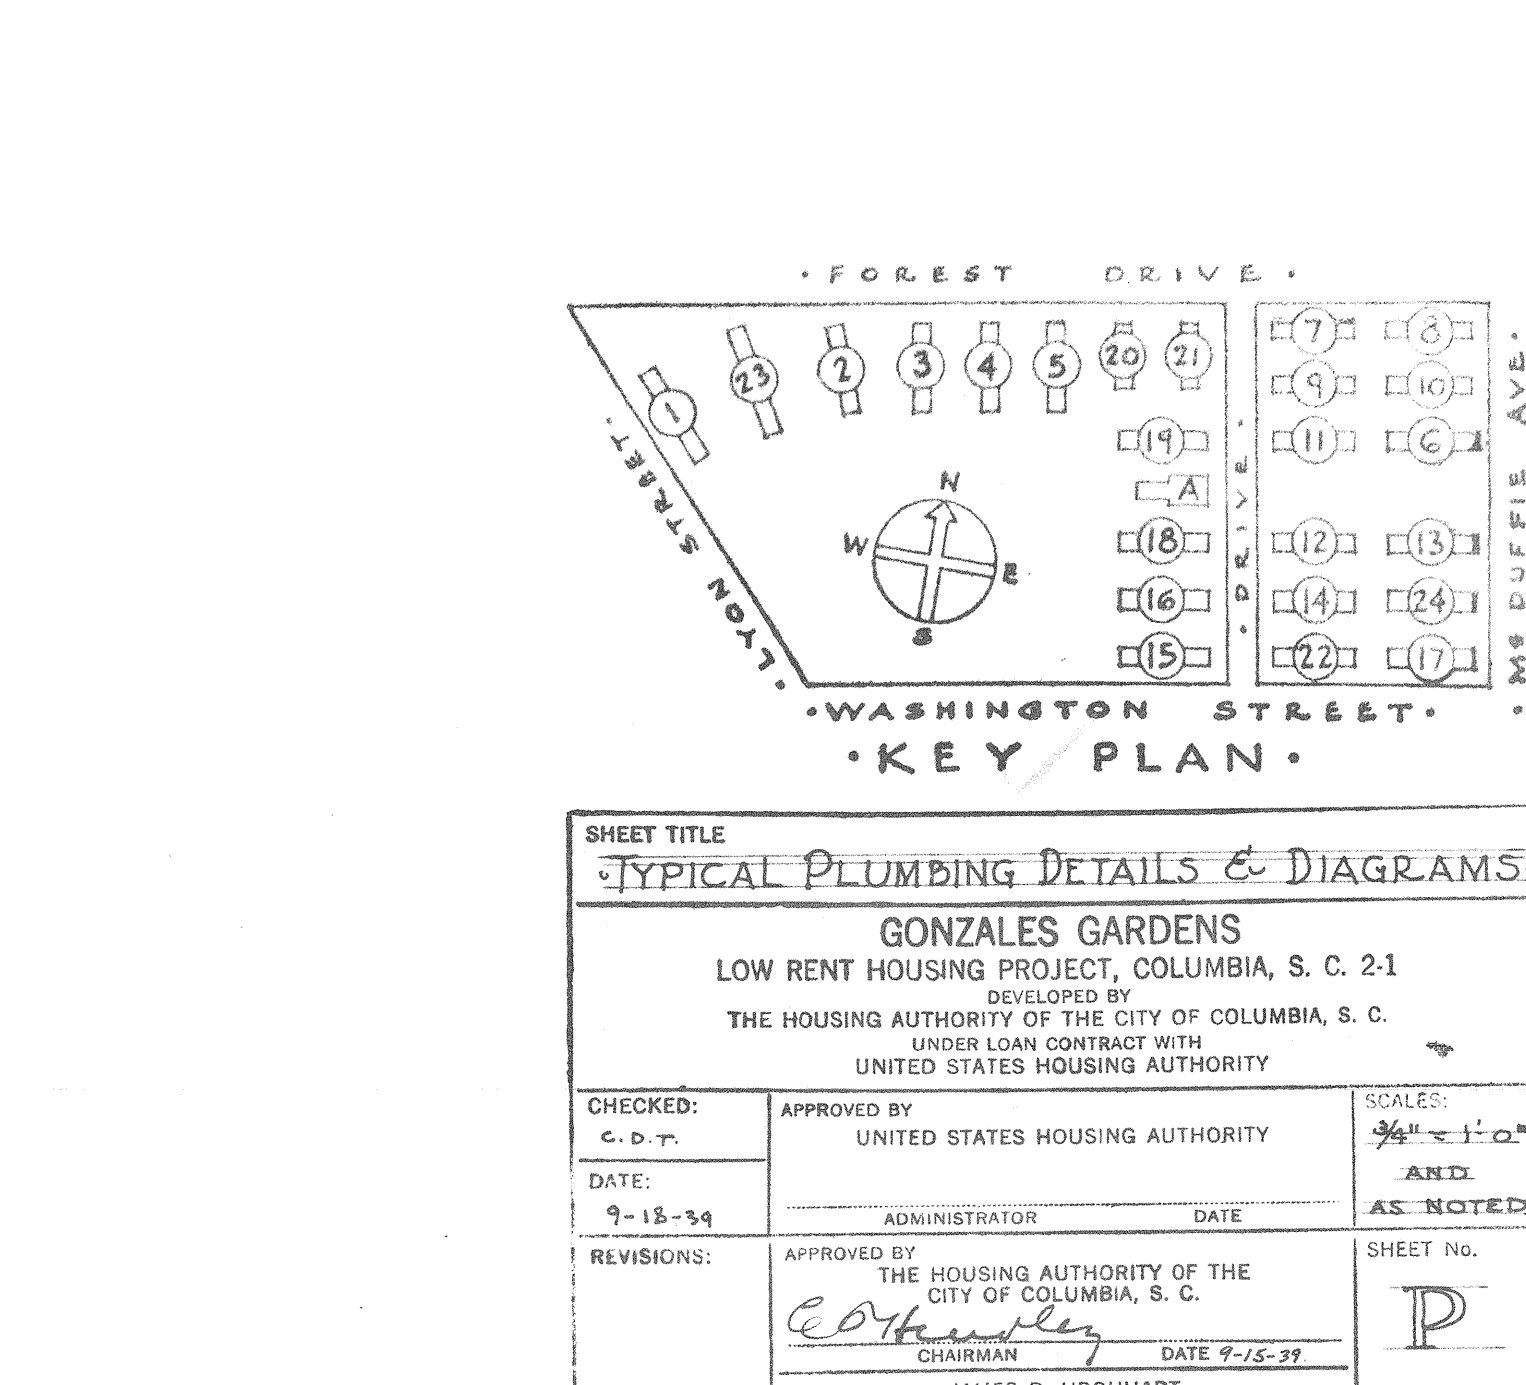 · FOREST DRIVE ·
7 8
23 2 3 4 5 20 21
9 10
1
19 11 6
N
A
W E
S
18 12 13
16 14 24
15 22 17
· LYON STREET ·
· DRIVE ·
· Mc DUFFIE AVE. ·
· WASHINGTON STREET ·
· KEY PLAN ·
SHEET TITLE
· TYPICAL PLUMBING DETAILS & DIAGRAMS
GONZALES GARDENS
LOW RENT HOUSING PROJECT, COLUMBIA, S. C. 2-1
DEVELOPED BY
THE HOUSING AUTHORITY OF THE CITY OF COLUMBIA, S. C.
UNDER LOAN CONTRACT WITH
UNITED STATES HOUSING AUTHORITY
CHECKED:
C. D. T.
DATE:
9-18-39
REVISIONS:
APPROVED BY
UNITED STATES HOUSING AUTHORITY
ADMINISTRATOR DATE
APPROVED BY
THE HOUSING AUTHORITY OF THE
CITY OF COLUMBIA, S. C.
CHAIRMAN DATE 9-15-39
SCALES:
3/4" = 1'-0"
AND
AS NOTED
SHEET No.
P